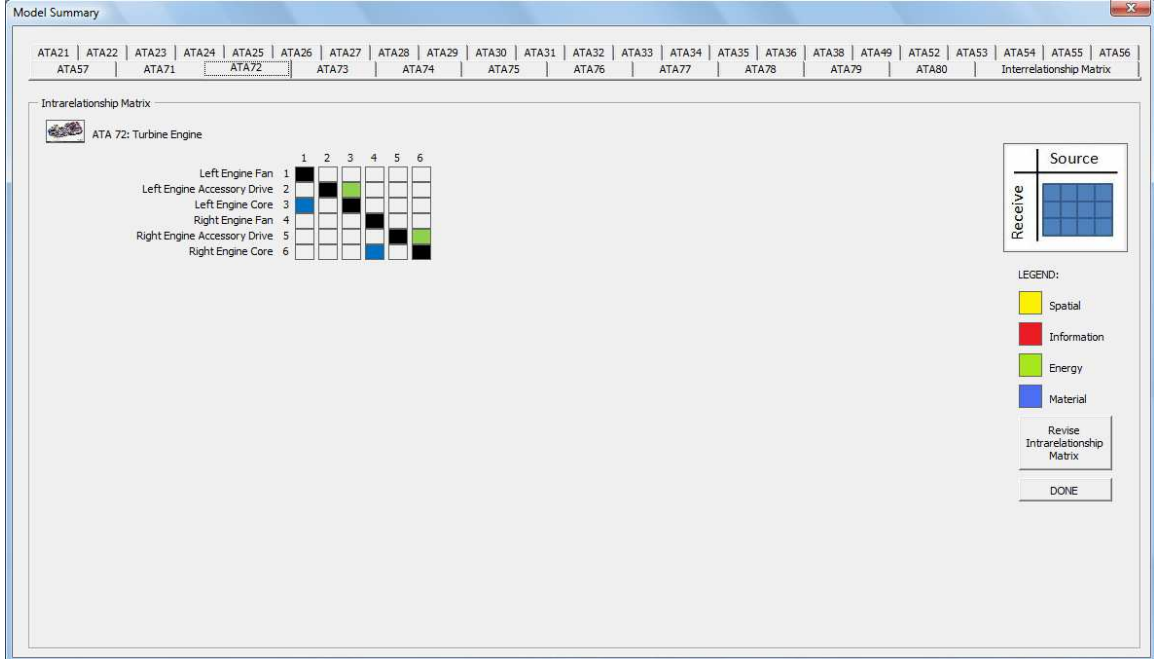 Model Summary
ATA21 ATA22 ATA23 ATA24 ATA25 ATA26 ATA27 ATA28 ATA29 ATA30 ATA31 ATA32 ATA33 ATA34 ATA35 ATA36 ATA38 ATA49 ATA52 ATA53 ATA54 ATA55 ATA56
ATA57 ATA71 ATA72 ATA73 ATA74 ATA75 ATA76 ATA77 ATA78 ATA79 ATA80 Interrelationship Matrix
Intrarelationship Matrix
ATA 72: Turbine Engine
1 2 3 4 5 6
Left Engine Fan 1
Left Engine Accessory Drive 2
Left Engine Core 3
Right Engine Fan 4
Right Engine Accessory Drive 5
Right Engine Core 6
Source
Receive
LEGEND:
Spatial
Information
Energy
Material
Revise
Intrarelationship
Matrix
DONE